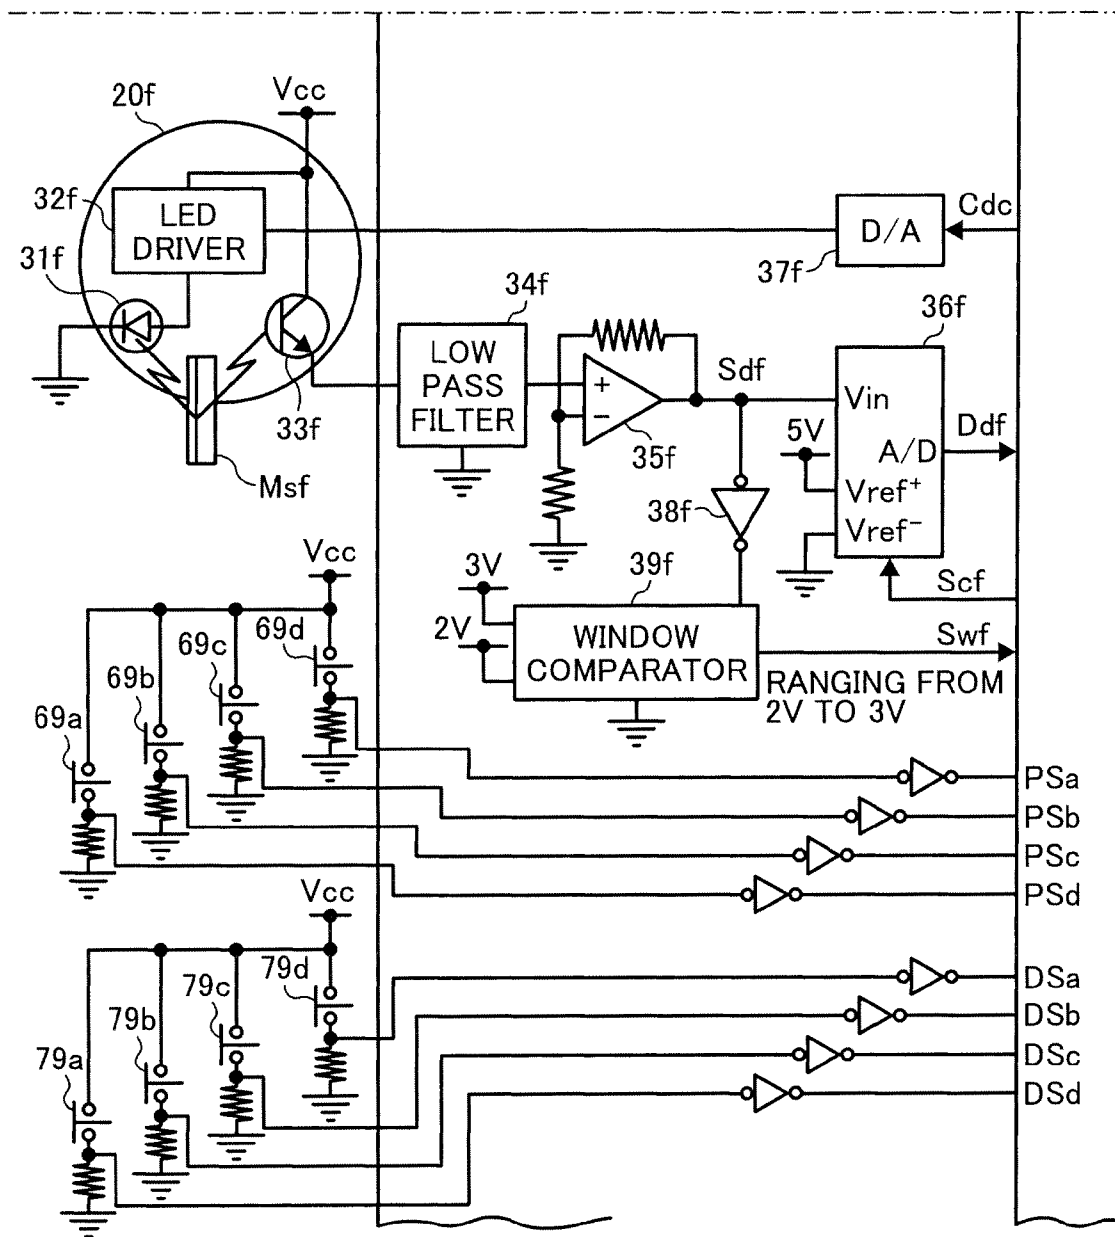 20f
Vcc
32f
LED
DRIVER
31f
33f
Msf
D/A
37f
Cdc
34f
LOW
PASS
FILTER
35f
Sdf
36f
Vin
5V
A/D
Vref+
Vref-
Ddf
38f
Scf
39f
3V
2V
WINDOW
COMPARATOR
Swf
RANGING FROM
2V TO 3V
Vcc
69d
69c
69b
69a
PSa
PSb
PSc
PSd
Vcc
79d
79c
79b
79a
DSa
DSb
DSc
DSd